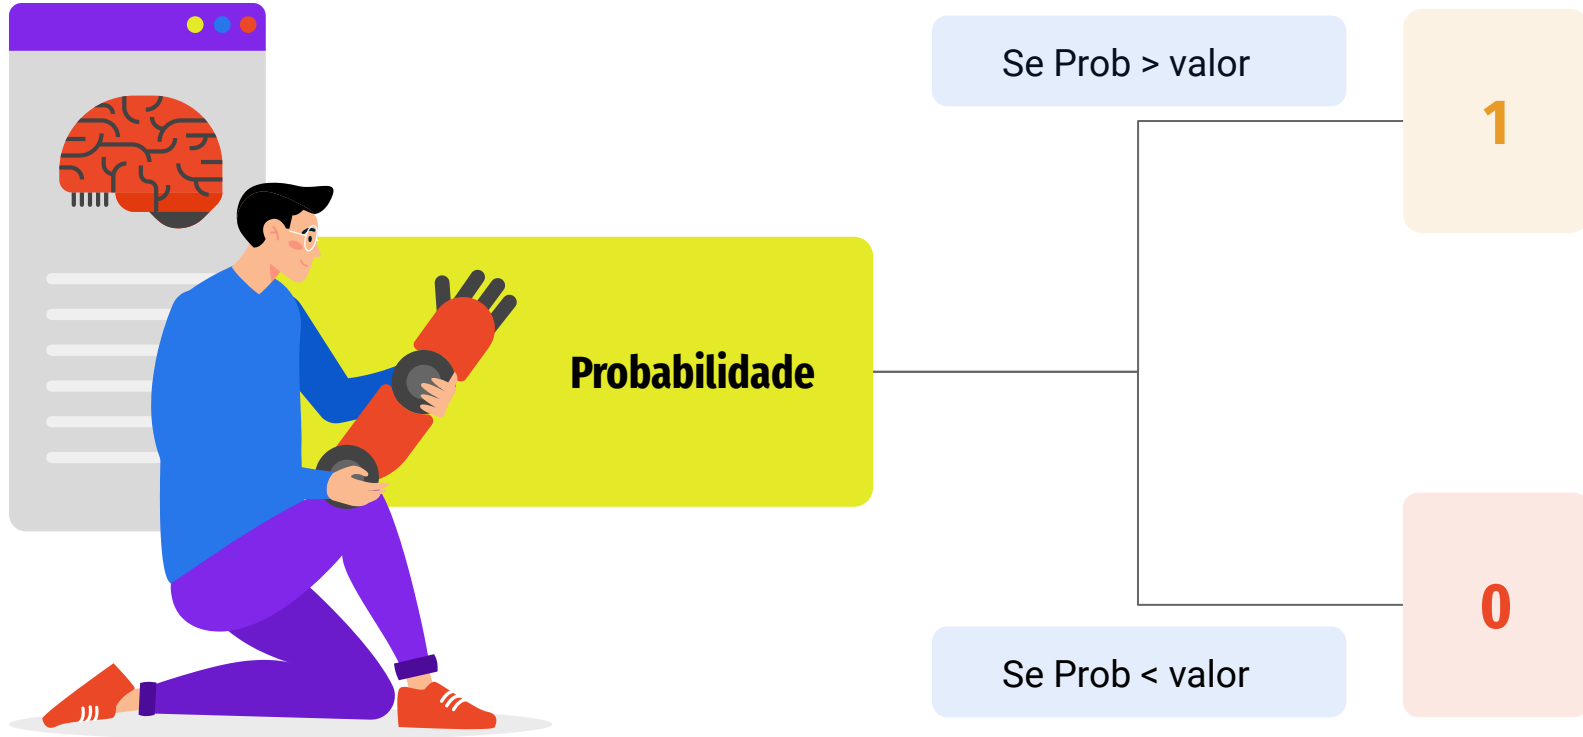 Se Prob > valor
1
Probabilidade
0
Se Prob < valor